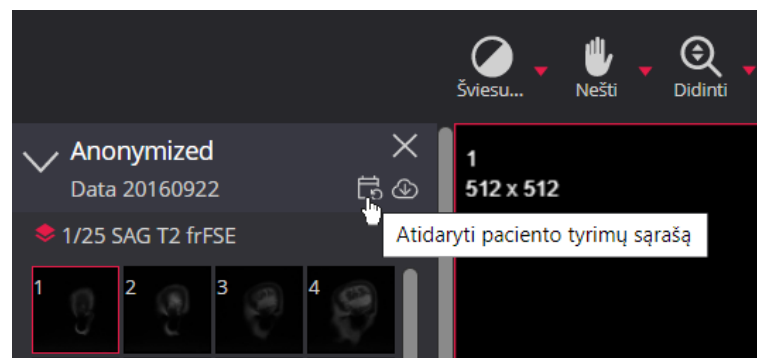 Šviesu... Nešti Didinti
Anonymized
Data 20160922
1/25 SAG T2 frFSE
1 2 3 4
1
512 x 512
Atidaryti paciento tyrimų sąrašą